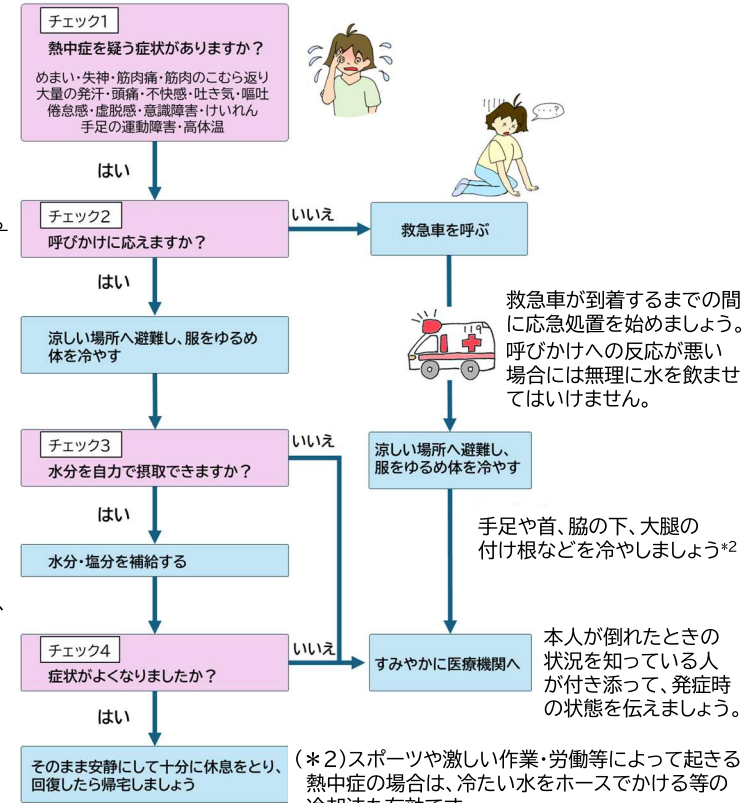 チェック1
熱中症を疑う症状がありますか？
めまい・失神・筋肉痛・筋肉のこむら返り
大量の発汗・頭痛・不快感・吐き気・嘔吐
倦怠感・虚脱感・意識障害・けいれん
手足の運動障害・高体温
はい
チェック2
呼びかけに応えますか？
いいえ
救急車を呼ぶ
・・・?
はい
涼しい場所へ避難し、服をゆるめ
体を冷やす
119
救急車が到着するまでの間
に応急処置を始めましょう。
呼びかけへの反応が悪い
場合には無理に水を飲ませ
てはいけません。
チェック3
水分を自力で摂取できますか？
いいえ
涼しい場所へ避難し、
服をゆるめ体を冷やす
はい
水分・塩分を補給する
手足や首、脇の下、大腿の
付け根などを冷やしましょう*2
チェック4
症状がよくなりましたか？
いいえ
すみやかに医療機関へ
本人が倒れたときの
状況を知っている人
が付き添って、発症時
の状態を伝えましょう。
はい
そのまま安静にして十分に休息をとり、
回復したら帰宅しましょう
(＊2)スポーツや激しい作業・労働等によって起きる
熱中症の場合は、冷たい水をホースでかける等の